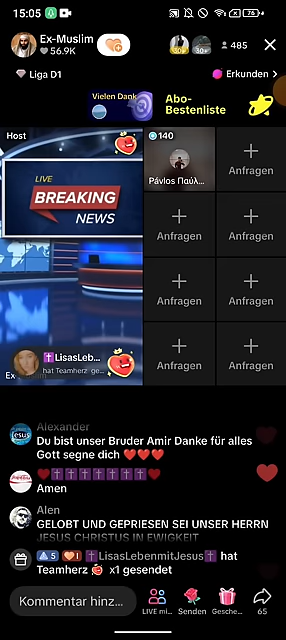 15:05
76
Ex-Muslim
56.9K
30+
485
Liga D1
Erkunden >
Vielen Dank
Abo-
Bestenliste
Host
LIVE
BREAKING
NEWS
140
Pávlos Παύλ...
Anfragen
Anfragen
Anfragen
Anfragen
Anfragen
Anfragen
Anfragen
✝️LisasLeb...
hat Teamherz ge...
Ex
Alexander
Du bist unser Bruder Amir Danke für alles
Gott segne dich ❤️❤️❤️
❤️✝️✝️✝️✝️✝️✝️✝️❤️
Amen
Alen
GELOBT UND GEPRIESEN SEI UNSER HERRN
JESUS CHRISTUS IN EWIGKEIT
5 1 ✝️LisasLebenmitJesus✝️ hat
Teamherz x1 gesendet
Kommentar hinz...
LIVE mi...
Senden
Gesche...
65